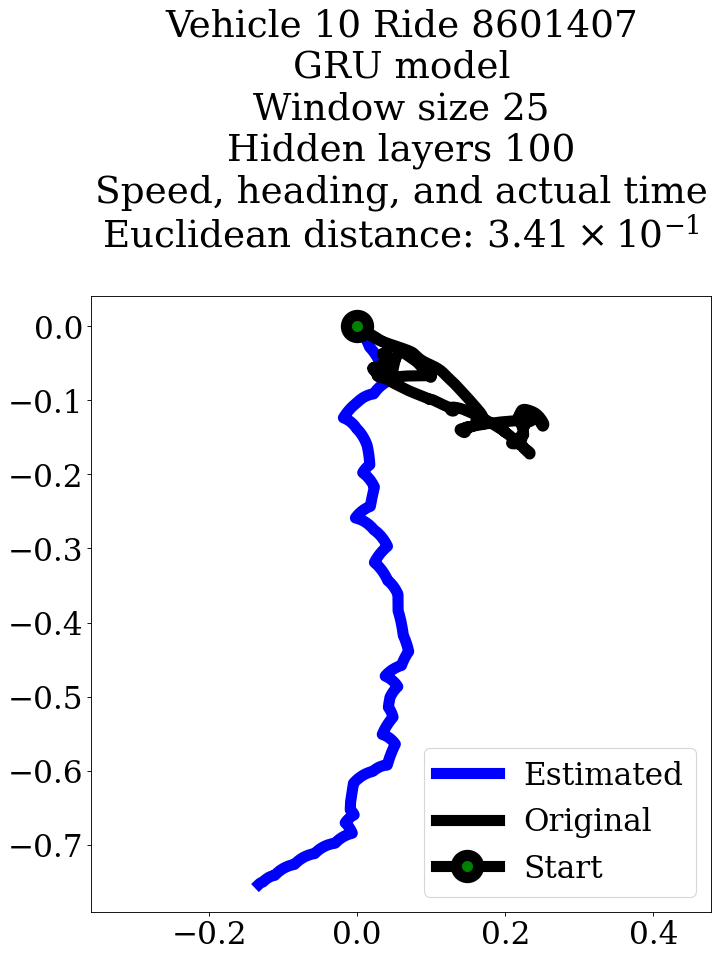 Vehicle 10 Ride 8601407
GRU model
Window size 25
Hidden layers 100
Speed, heading, and actual time
Euclidean distance: 3.41 × 10⁻¹
0.0
−0.1
−0.2
−0.3
−0.4
−0.5
−0.6
−0.7
Estimated
Original
Start
−0.2 0.0 0.2 0.4